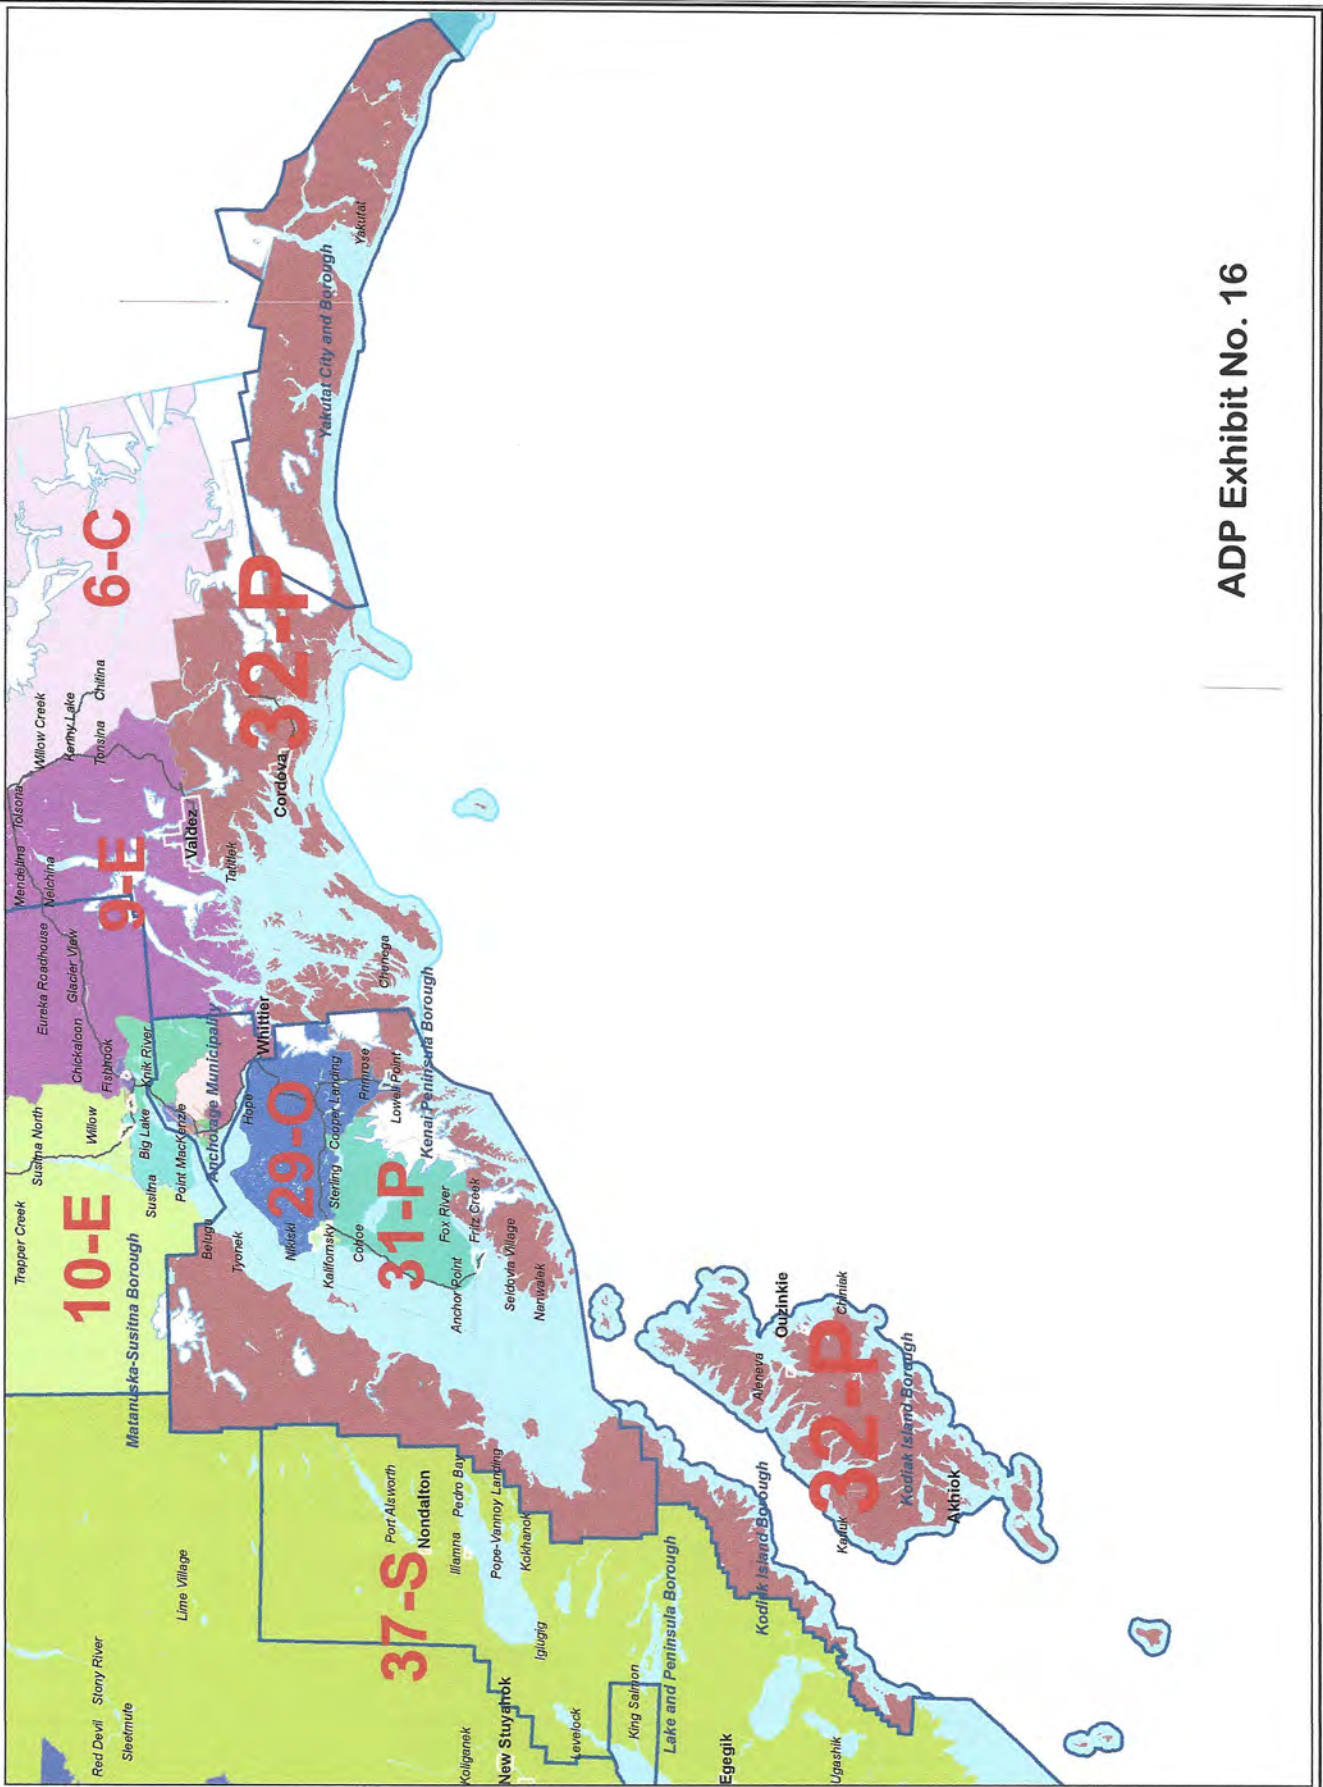 Trapper Creek
Susitna North
Willow
10-E
Matanuska-Susitna Borough
Susitna
Big Lake
Point MacKenzie
Knik River
Fishhook
Chickaloon
Glacier View
Eureka Roadhouse
Nelchina
Mendeltna
Tolsona
Willow Creek
Kenny Lake
Tonsina
Chitina
9-E
6-C
Valdez
Tatitlek
Cordova
32-P
Yakutat City and Borough
Yakutat
Anchorage Municipality
Whittier
Hope
Beluga
Tyonek
Nikiski
29-O
Sterling
Cooper Landing
Primrose
Lowell Point
Chenega
Kenai Peninsula Borough
Kalifornsky
Cohoe
31-P
Fox River
Fritz Creek
Anchor Point
Seldovia Village
Nanwalek
Red Devil
Stony River
Sleetmute
Lime Village
37-S
Port Alsworth
Nondalton
Iliamna
Pedro Bay
Pope-Vannoy Landing
Kokhanok
Igiugig
Koliganek
New Stuyahok
Levelock
King Salmon
Lake and Peninsula Borough
Egegik
Ugashik
Kodiak Island Borough
Aleneva
Ouzinkie
Chiniak
32-P
Karluk
Kodiak Island Borough
Akhiok
ADP Exhibit No. 16